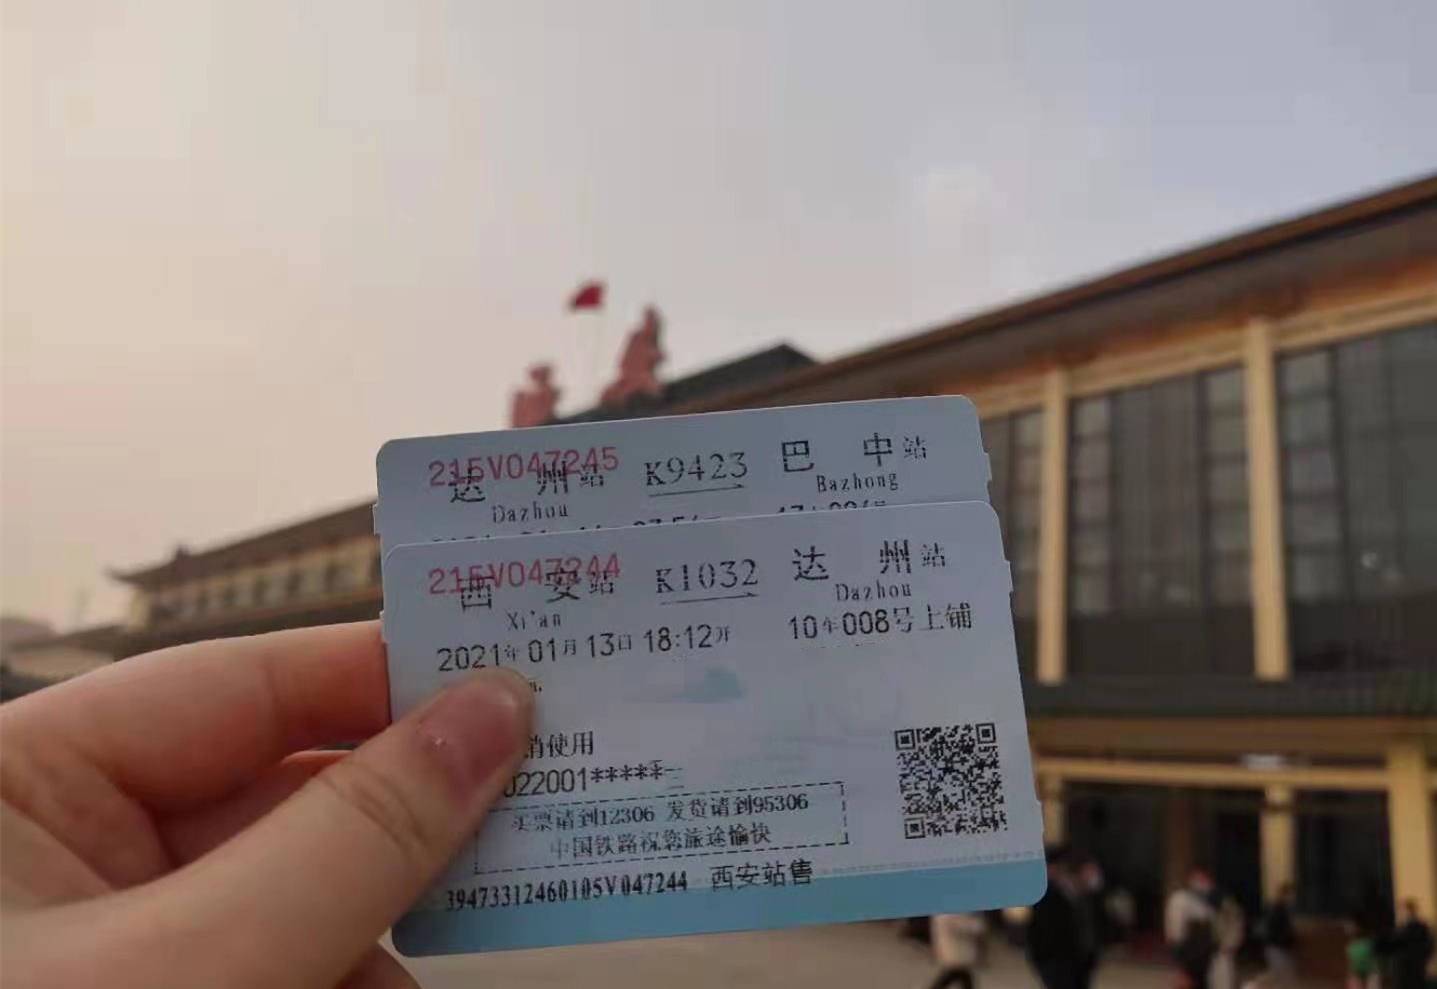 215V047245
达 州站 K9423 巴 中站
Dazhou Bazhong
215V047244
西 安站 K1032 达 州站
Xi'an Dazhou
2021年01月13日18:12开 10车008号上铺
销使用
022001*****
买票请到12306 发货请到95306
中国铁路祝您旅途愉快
39473312460105V047244 西安站售